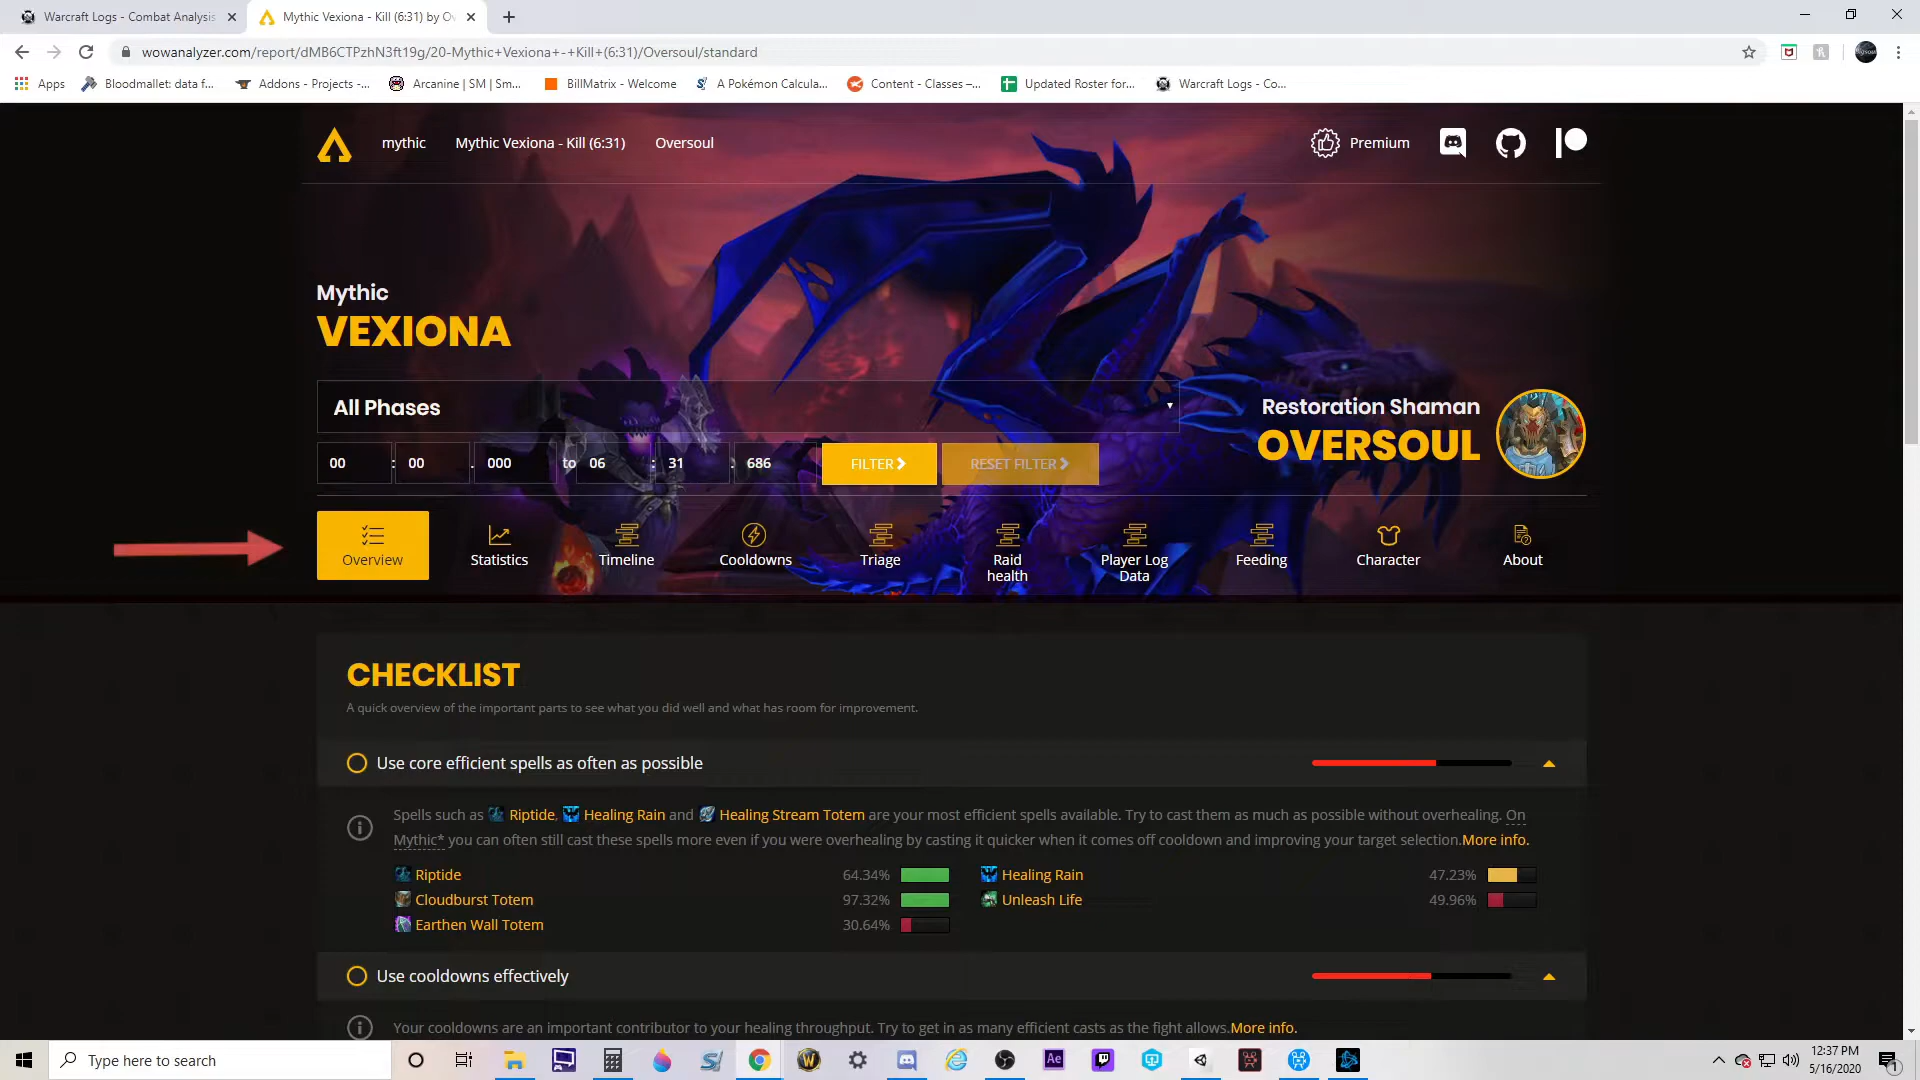 Warcraft Logs - Combat Analysis
Mythic Vexiona - Kill (6:31) by Ov
wowanalyzer.com/report/dMB6CTPzhN3ft19g/20-Mythic+Vexiona+-+Kill+(6:31)/Oversoul/standard
Apps Bloodmallet: data f... Addons - Projects -... Arcanine | SM | Sm... BillMatrix - Welcome A Pokémon Calcula... Content - Classes –... Updated Roster for... Warcraft Logs - Co...
mythic Mythic Vexiona - Kill (6:31) Oversoul Premium
Mythic
VEXIONA
All Phases
Restoration Shaman
OVERSOUL
00 : 00 . 000 to 06 : 31 . 686 FILTER RESET FILTER
Overview Statistics Timeline Cooldowns Triage Raid health Player Log Data Feeding Character About
CHECKLIST
A quick overview of the important parts to see what you did well and what has room for improvement.
Use core efficient spells as often as possible
Spells such as Riptide, Healing Rain and Healing Stream Totem are your most efficient spells available. Try to cast them as much as possible without overhealing. On
Mythic* you can often still cast these spells more even if you were overhealing by casting it quicker when it comes off cooldown and improving your target selection.More info.
Riptide 64.34% Healing Rain 47.23%
Cloudburst Totem 97.32% Unleash Life 49.96%
Earthen Wall Totem 30.64%
Use cooldowns effectively
Your cooldowns are an important contributor to your healing throughput. Try to get in as many efficient casts as the fight allows.More info.
Type here to search
Ae
12:37 PM
5/16/2020
1